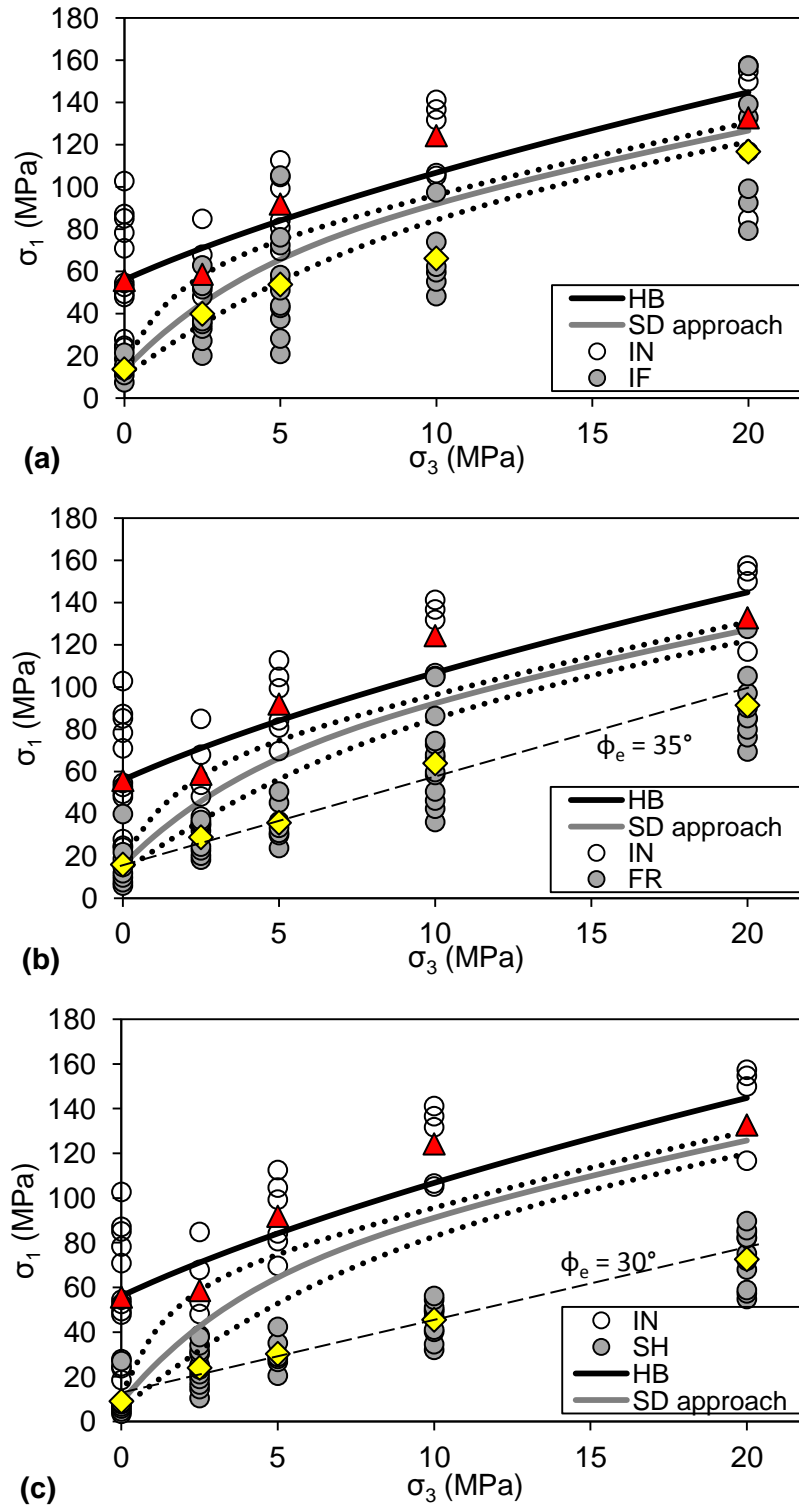 180
160
140
120
100
80
60
40
20
0
σ1 (MPa)
HB
SD approach
IN
IF
0 5 10 15 20
(a) σ3 (MPa)
180
160
140
120
100
80
60
40
20
0
σ1 (MPa)
ϕe = 35°
HB
SD approach
IN
FR
0 5 10 15 20
(b) σ3 (MPa)
180
160
140
120
100
80
60
40
20
0
σ1 (MPa)
ϕe = 30°
IN
SH
HB
SD approach
0 5 10 15 20
(c) σ3 (MPa)